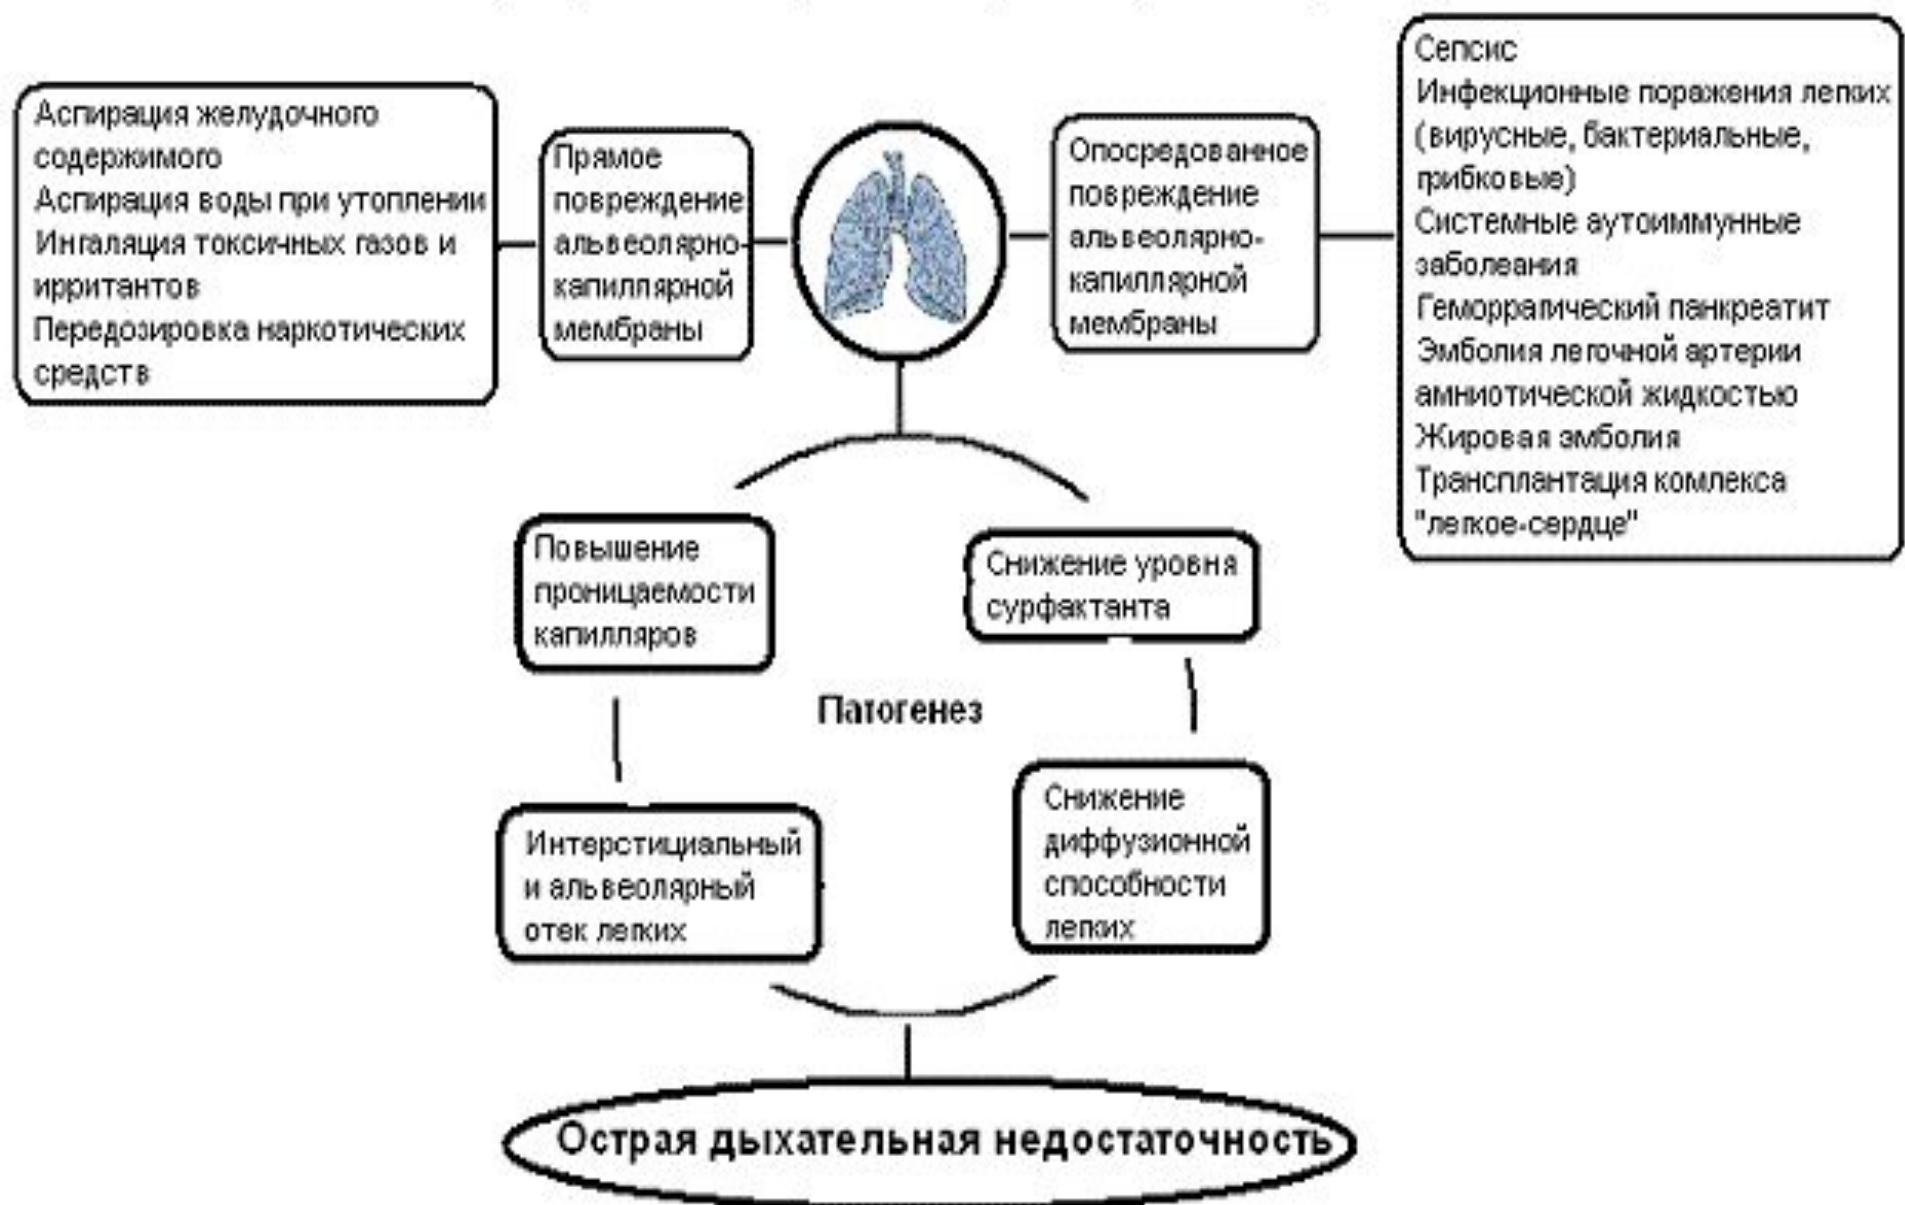 Аспирация желудочного
содержимого
Аспирация воды при утоплении
Ингаляция токсичных газов и
ирритантов
Передозировка наркотических
средств
Прямое
повреждение
альвеолярно-
капиллярной
мембраны
Опосредованное
повреждение
альвеолярно-
капиллярной
мембраны
Сепсис
Инфекционные поражения легких
(вирусные, бактериальные,
грибковые)
Системные аутоиммунные
заболевания
Геморрагический панкреатит
Эмболия легочной артерии
амниотической жидкостью
Жировая эмболия
Трансплантация комлекса
"легкое-сердце"
Повышение
проницаемости
капилляров
Снижение уровня
сурфактанта
Патогенез
Интерстициальный
и альвеолярный
отек легких
Снижение
диффузионной
способности
легких
Острая дыхательная недостаточность